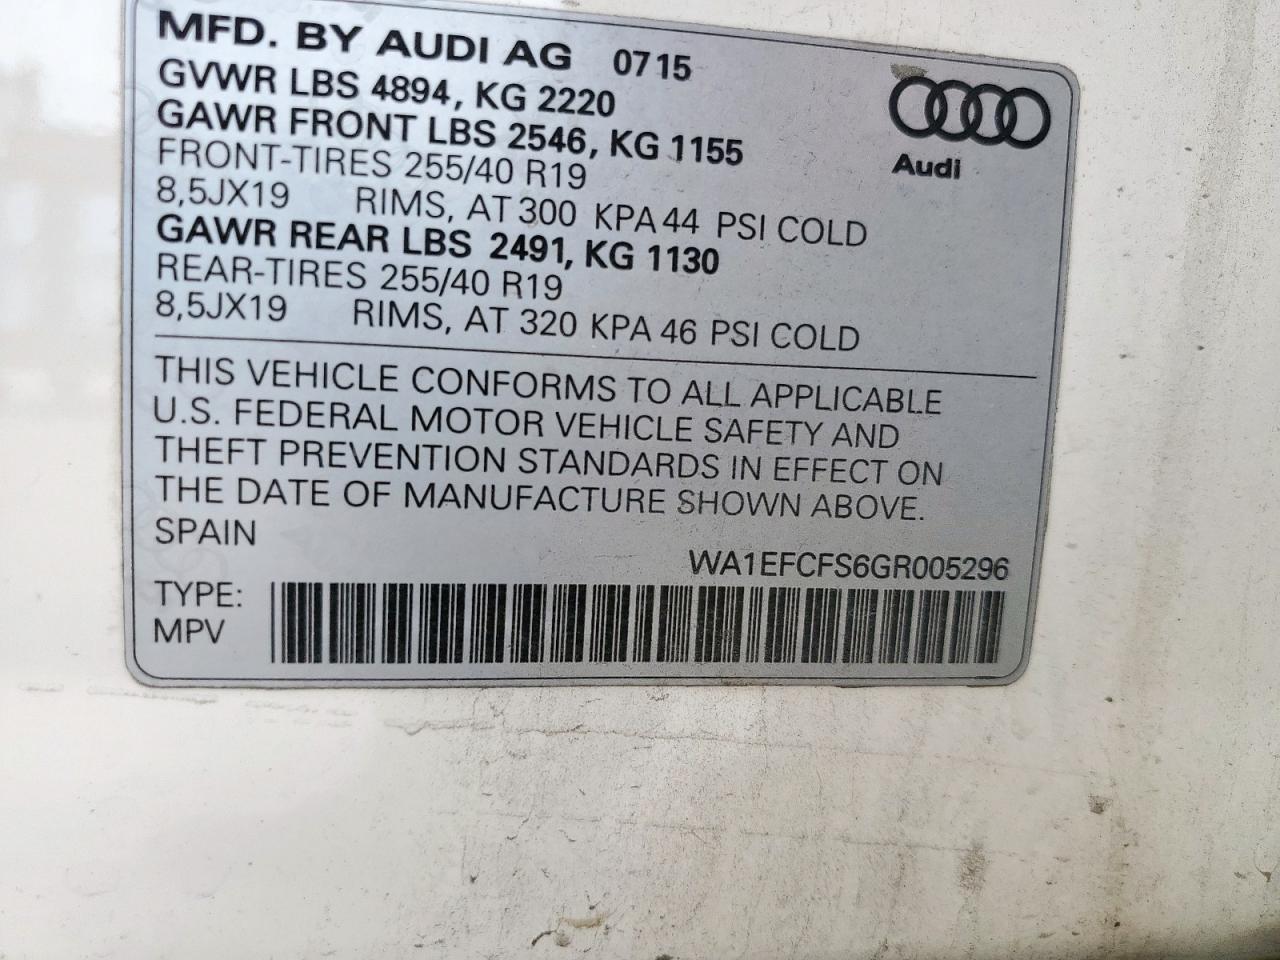 MFD. BY AUDI AG 0715
GVWR LBS 4894, KG 2220
GAWR FRONT LBS 2546, KG 1155
FRONT-TIRES 255/40 R19
8,5JX19 RIMS, AT 300 KPA 44 PSI COLD
GAWR REAR LBS 2491, KG 1130
REAR-TIRES 255/40 R19
8,5JX19 RIMS, AT 320 KPA 46 PSI COLD
Audi
THIS VEHICLE CONFORMS TO ALL APPLICABLE
U.S. FEDERAL MOTOR VEHICLE SAFETY AND
THEFT PREVENTION STANDARDS IN EFFECT ON
THE DATE OF MANUFACTURE SHOWN ABOVE.
SPAIN
WA1EFCFS6GR005296
TYPE:
MPV